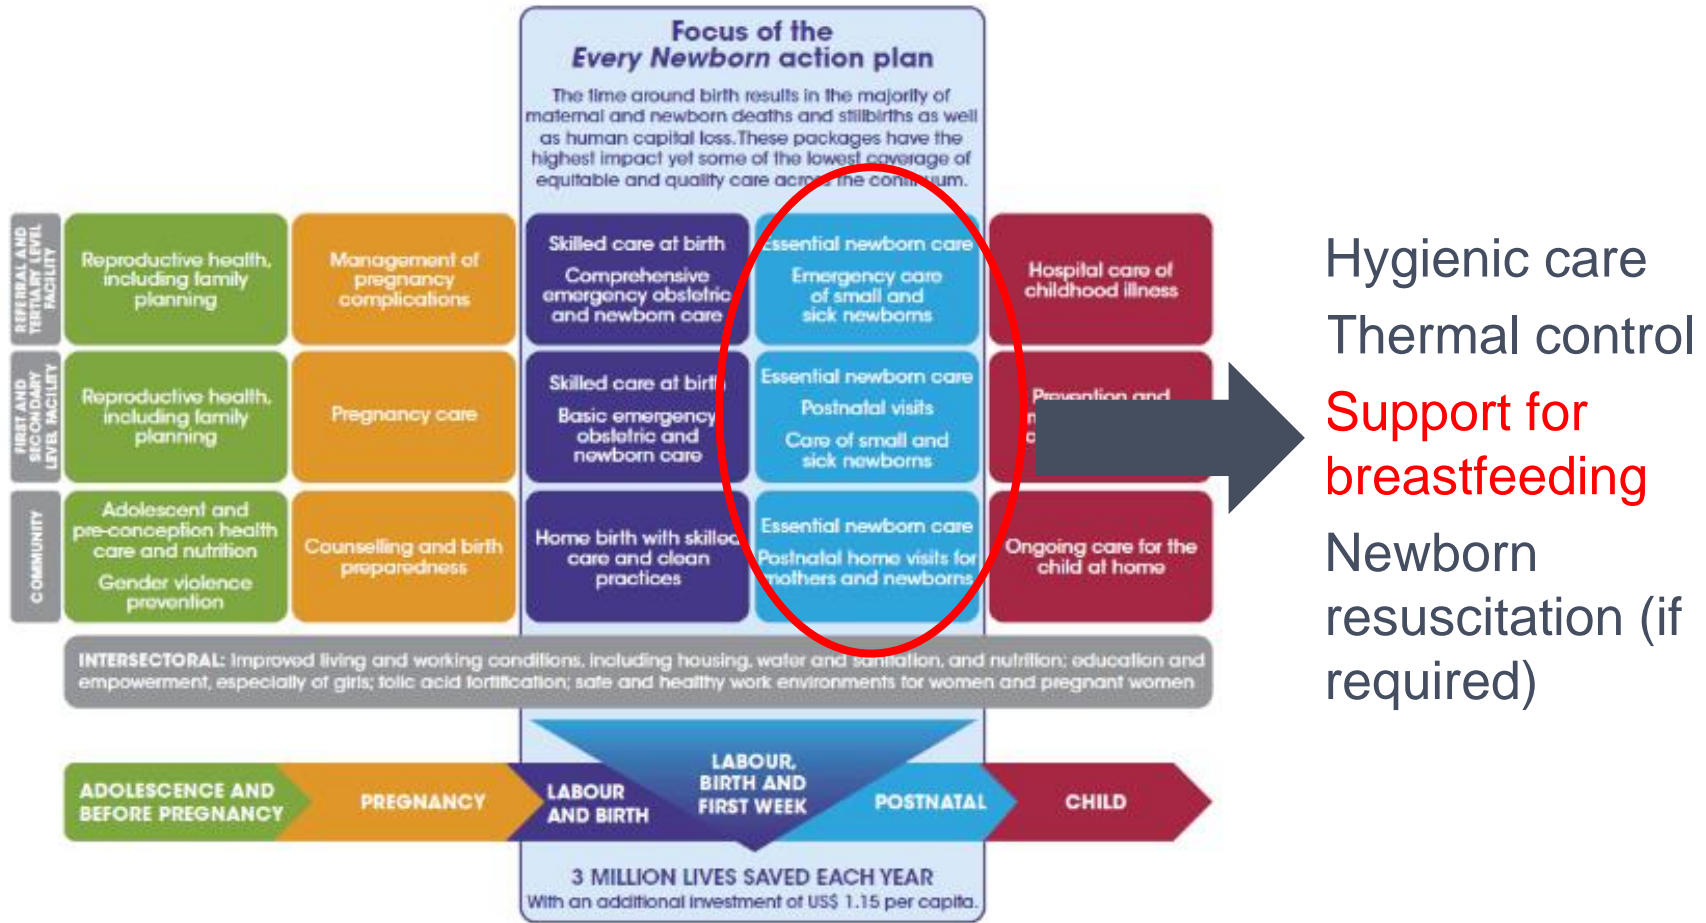 Focus of the
Every Newborn action plan
The time around birth results in the majority of
maternal and newborn deaths and stillbirths as well
as human capital loss. These packages have the
highest impact yet some of the lowest coverage of
equitable and quality care across the continuum.
REFERRAL AND
TERTIARY LEVEL
FACILITY
Reproductive health,
including family
planning
Management of
pregnancy
complications
Skilled care at birth
Comprehensive
emergency obstetric
and newborn care
Essential newborn care
Emergency care
of small and
sick newborns
Hospital care of
childhood illness
FIRST AND
SECONDARY
LEVEL FACILITY
Reproductive health,
including family
planning
Pregnancy care
Skilled care at birth
Basic emergency
obstetric and
newborn care
Essential newborn care
Postnatal visits
Care of small and
sick newborns
Prevention and
COMMUNITY
Adolescent and
pre-conception health
care and nutrition
Gender violence
prevention
Counselling and birth
preparedness
Home birth with skilled
care and clean
practices
Essential newborn care
Postnatal home visits for
mothers and newborns
Ongoing care for the
child at home
INTERSECTORAL: Improved living and working conditions, including housing, water and sanitation, and nutrition; education and
empowerment, especially of girls; folic acid fortification; safe and healthy work environments for women and pregnant women
ADOLESCENCE AND
BEFORE PREGNANCY
PREGNANCY
LABOUR
AND BIRTH
LABOUR,
BIRTH AND
FIRST WEEK
POSTNATAL
CHILD
3 MILLION LIVES SAVED EACH YEAR
With an additional investment of US$ 1.15 per capita.
Hygienic care
Thermal control
Support for
breastfeeding
Newborn
resuscitation (if
required)